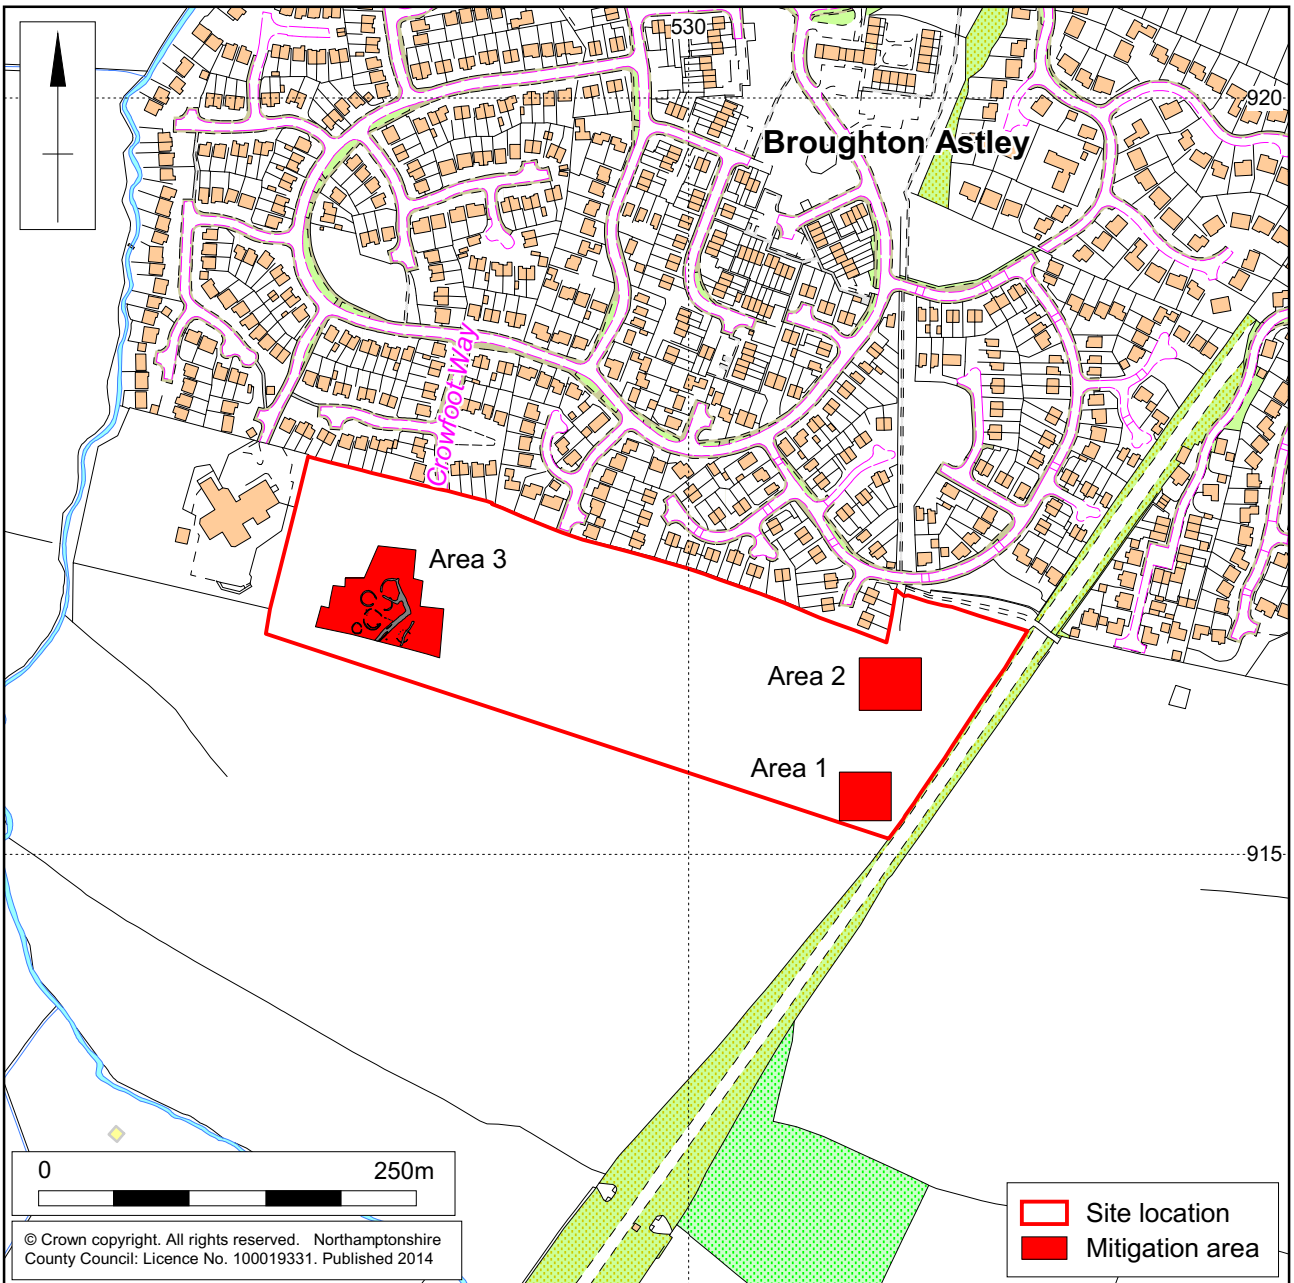 530
920
Broughton Astley
Crowfoot Way
Area 3
Area 2
Area 1
915
0 250m
© Crown copyright. All rights reserved. Northamptonshire
County Council: Licence No. 100019331. Published 2014
Site location
Mitigation area